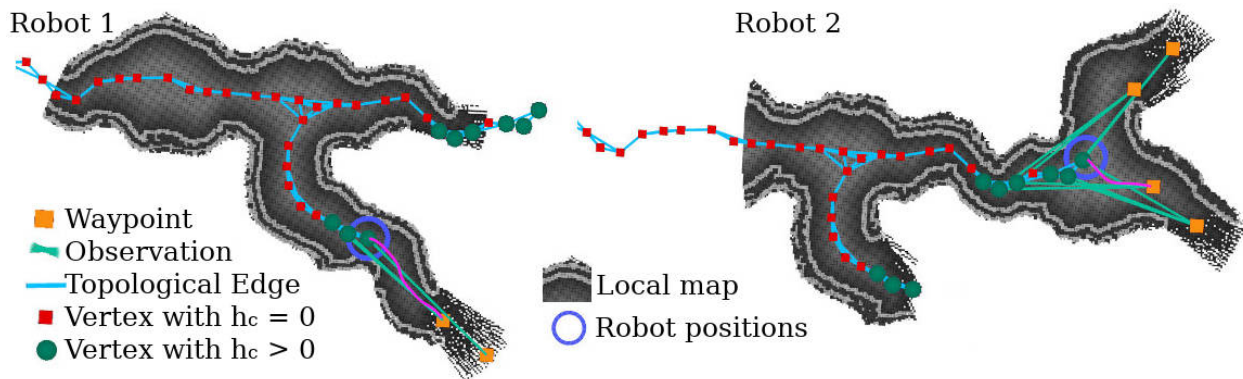 Robot 1
Robot 2
Waypoint
Observation
Topological Edge
Vertex with hc = 0
Vertex with hc > 0
Local map
Robot positions